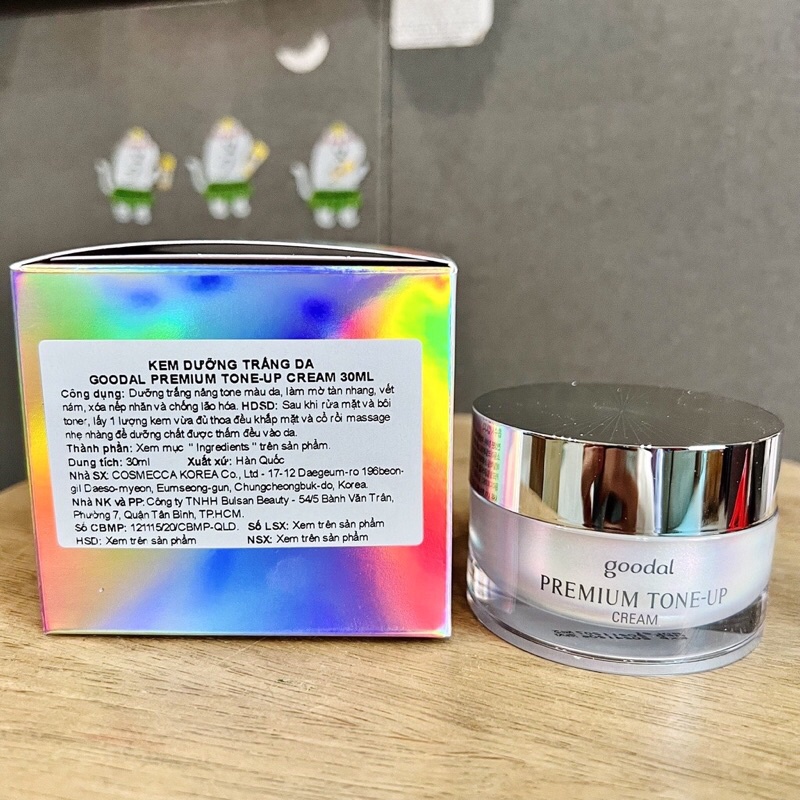 KEM DƯỠNG TRẮNG DA
GOODAL PREMIUM TONE-UP CREAM 30ML
Công dụng: Dưỡng trắng nâng tone màu da, làm mờ tàn nhang, vết
nám, xóa nếp nhăn và chống lão hóa. HDSD: Sau khi rửa mặt và bôi
toner, lấy 1 lượng kem vừa đủ thoa đều khắp mặt và cổ rồi massage
nhẹ nhàng để dưỡng chất được thấm đều vào da.
Thành phần: Xem mục " Ingredients " trên sản phẩm.
Dung tích: 30ml Xuất xứ: Hàn Quốc
Nhà SX: COSMECCA KOREA Co., Ltd - 17-12 Daegeum-ro 196beon-
gil Daeso-myeon, Eumseong-gun, Chungcheongbuk-do, Korea.
Nhà NK và PP: Công ty TNHH Bulsan Beauty - 54/5 Bành Văn Trân,
Phường 7, Quận Tân Bình, TP.HCM.
Số CBMP: 121115/20/CBMP-QLD. Số LSX: Xem trên sản phẩm
HSD: Xem trên sản phẩm NSX: Xem trên sản phẩm
goodal
PREMIUM TONE-UP
CREAM